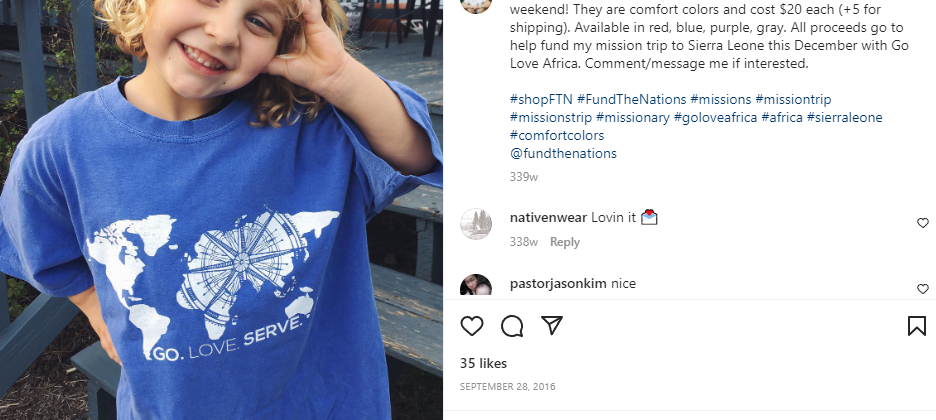 weekend! They are comfort colors and cost $20 each (+5 for
shipping). Available in red, blue, purple, gray. All proceeds go to
help fund my mission trip to Sierra Leone this December with Go
Love Africa. Comment/message me if interested.
#shopFTN #FundTheNations #missions #missiontrip
#missionstrip #missionary #goloveafrica #africa #sierraleone
#comfortcolors
@fundthenations
339w
nativenwear Lovin it 💌
338w Reply
pastorjasonkim nice
35 likes
SEPTEMBER 28, 2016
GO. LOVE. SERVE.